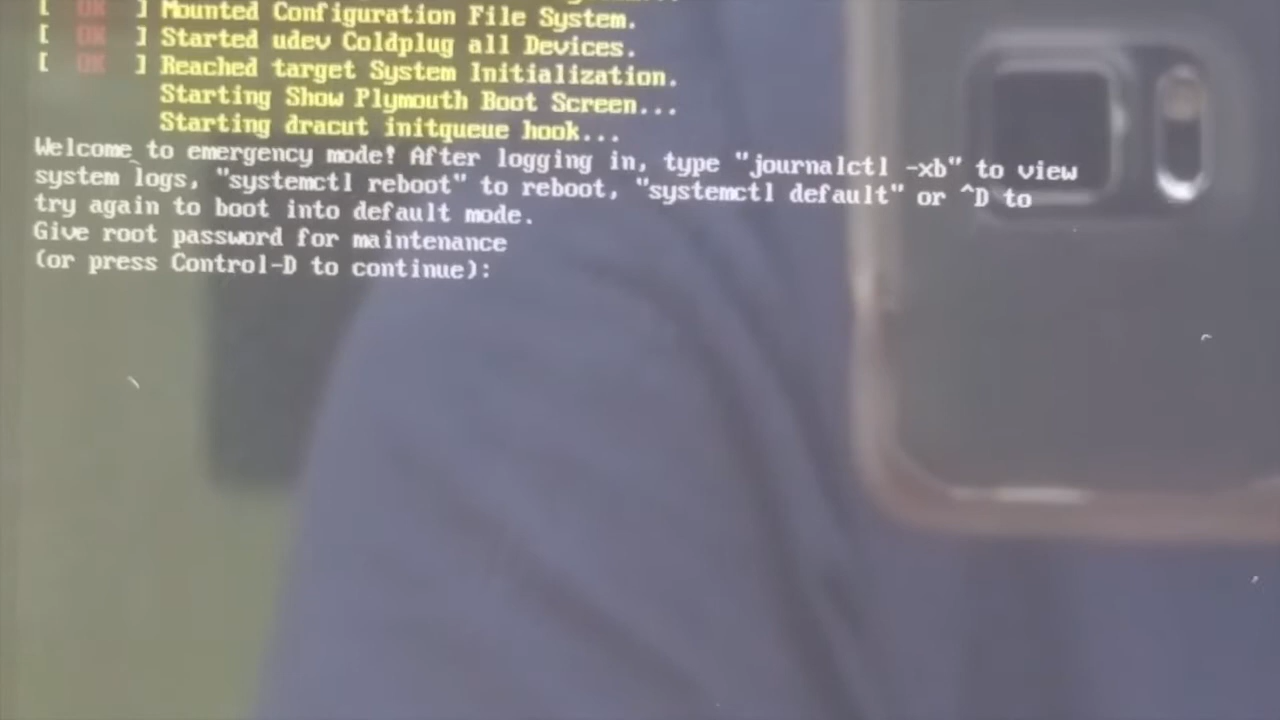 [ OK ] Mounted Configuration File System.
[ OK ] Started udev Coldplug all Devices.
[ OK ] Reached target System Initialization.
Starting Show Plymouth Boot Screen...
Starting dracut initqueue hook...
Welcome to emergency mode! After logging in, type "journalctl -xb" to view
system logs, "systemctl reboot" to reboot, "systemctl default" or ^D to
try again to boot into default mode.
Give root password for maintenance
(or press Control-D to continue):